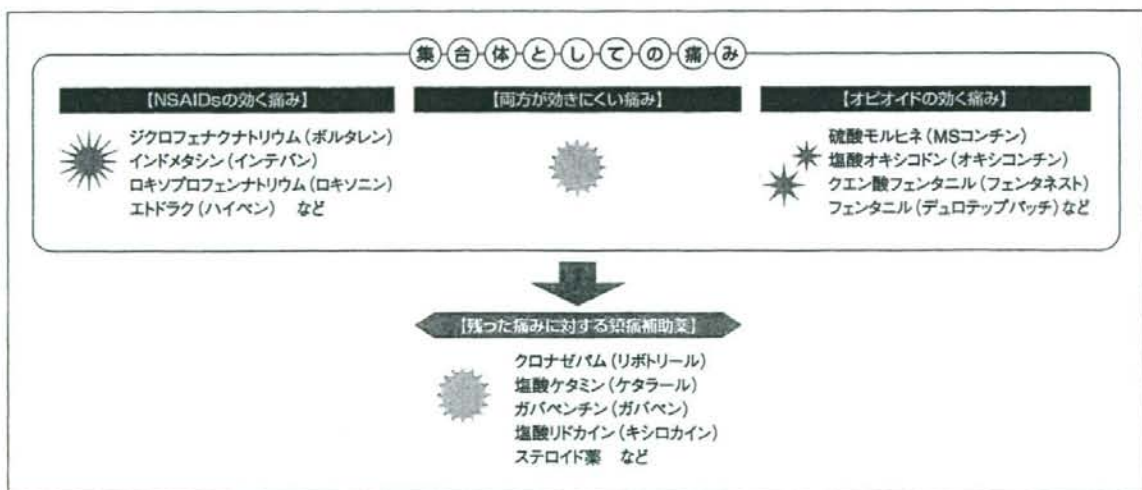 集合体としての痛み
【NSAIDsの効く痛み】
ジクロフェナクナトリウム(ボルタレン)
インドメタシン(インテバン)
ロキソプロフェンナトリウム(ロキソニン)
エトドラク(ハイペン) など
【両方が効きにくい痛み】
【オピオイドの効く痛み】
硫酸モルヒネ(MSコンチン)
塩酸オキシコドン(オキシコンチン)
クエン酸フェンタニル(フェンタネスト)
フェンタニル(デュロテップパッチ)など
【残った痛みに対する鎮痛補助薬】
クロナゼパム(リボトリール)
塩酸ケタミン(ケタラール)
ガバペンチン(ガバペン)
塩酸リドカイン(キシロカイン)
ステロイド薬 など